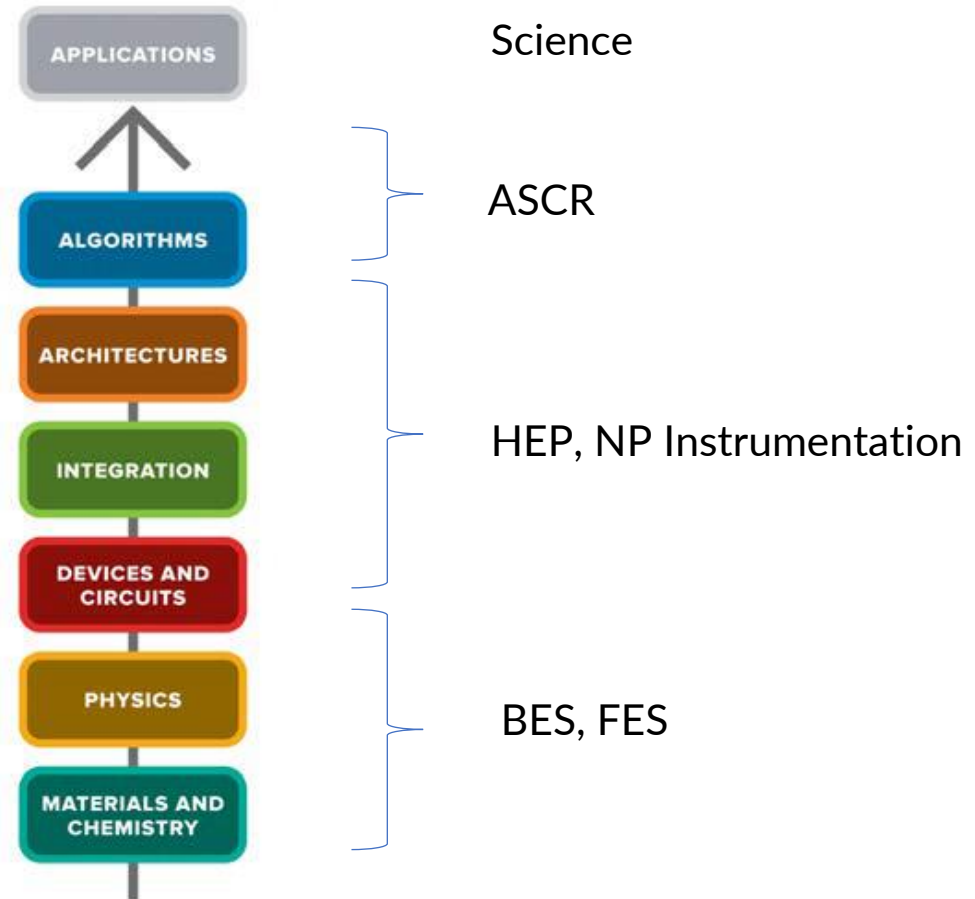 APPLICATIONS
Science
ASCR
ALGORITHMS
ARCHITECTURES
HEP, NP Instrumentation
INTEGRATION
DEVICES AND
CIRCUITS
PHYSICS
BES, FES
MATERIALS AND
CHEMISTRY